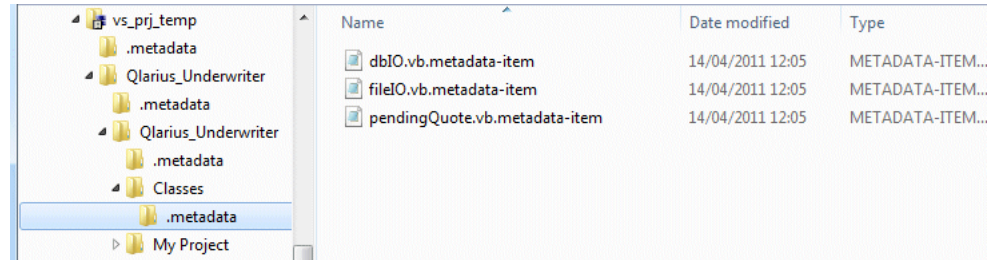 vs_prj_temp
.metadata
Qlarius_Underwriter
.metadata
Qlarius_Underwriter
.metadata
Classes
.metadata
My Project
Name Date modified Type
dbIO.vb.metadata-item 14/04/2011 12:05 METADATA-ITEM...
fileIO.vb.metadata-item 14/04/2011 12:05 METADATA-ITEM...
pendingQuote.vb.metadata-item 14/04/2011 12:05 METADATA-ITEM...